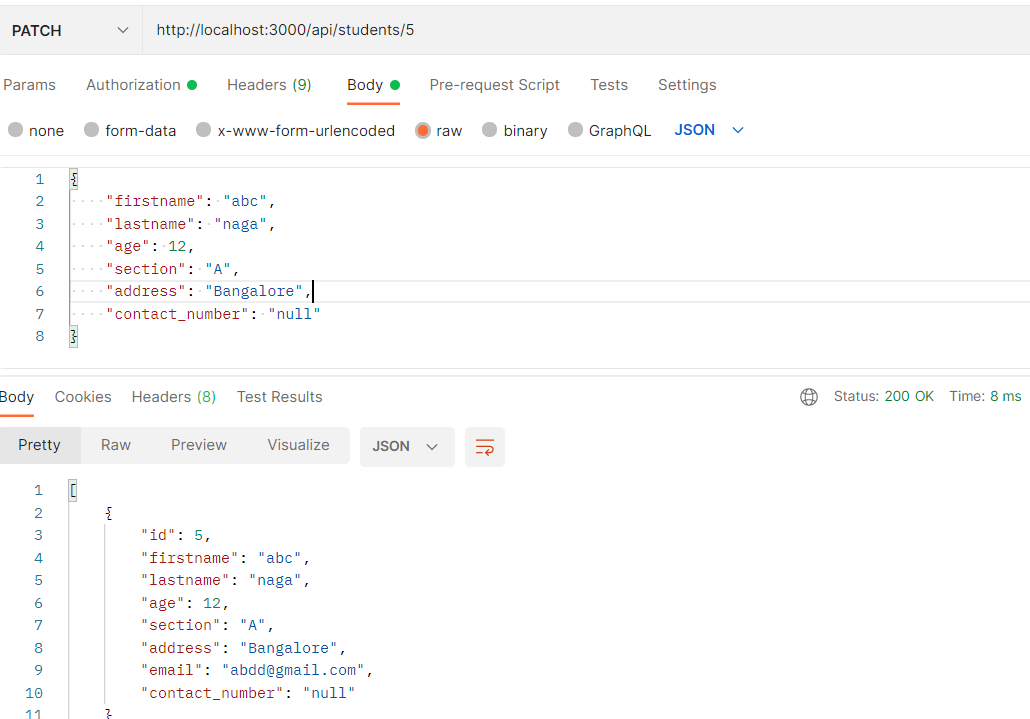 PATCH http://localhost:3000/api/students/5
Params Authorization Headers (9) Body Pre-request Script Tests Settings
none form-data x-www-form-urlencoded raw binary GraphQL JSON
1 {
2 "firstname": "abc",
3 "lastname": "naga",
4 "age": 12,
5 "section": "A",
6 "address": "Bangalore",
7 "contact_number": "null"
8 }
Body Cookies Headers (8) Test Results Status: 200 OK Time: 8 ms
Pretty Raw Preview Visualize JSON
1 [
2 {
3 "id": 5,
4 "firstname": "abc",
5 "lastname": "naga",
6 "age": 12,
7 "section": "A",
8 "address": "Bangalore",
9 "email": "abdd@gmail.com",
10 "contact_number": "null"
11 }